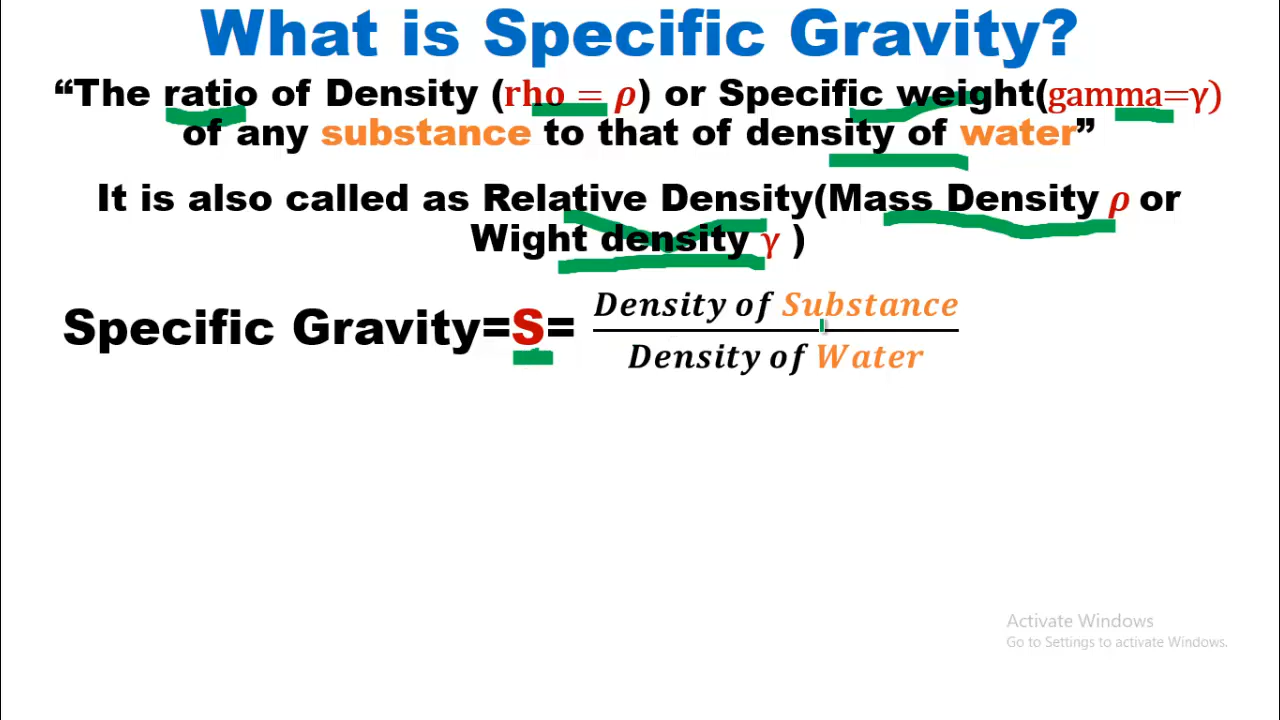 What is Specific Gravity?
“The ratio of Density (rho = ρ) or Specific weight(gamma=γ)
of any substance to that of density of water”
It is also called as Relative Density(Mass Density ρ or
Wight density γ )
Specific Gravity=S= Density of Substance
Density of Water
Activate Windows
Go to Settings to activate Windows.